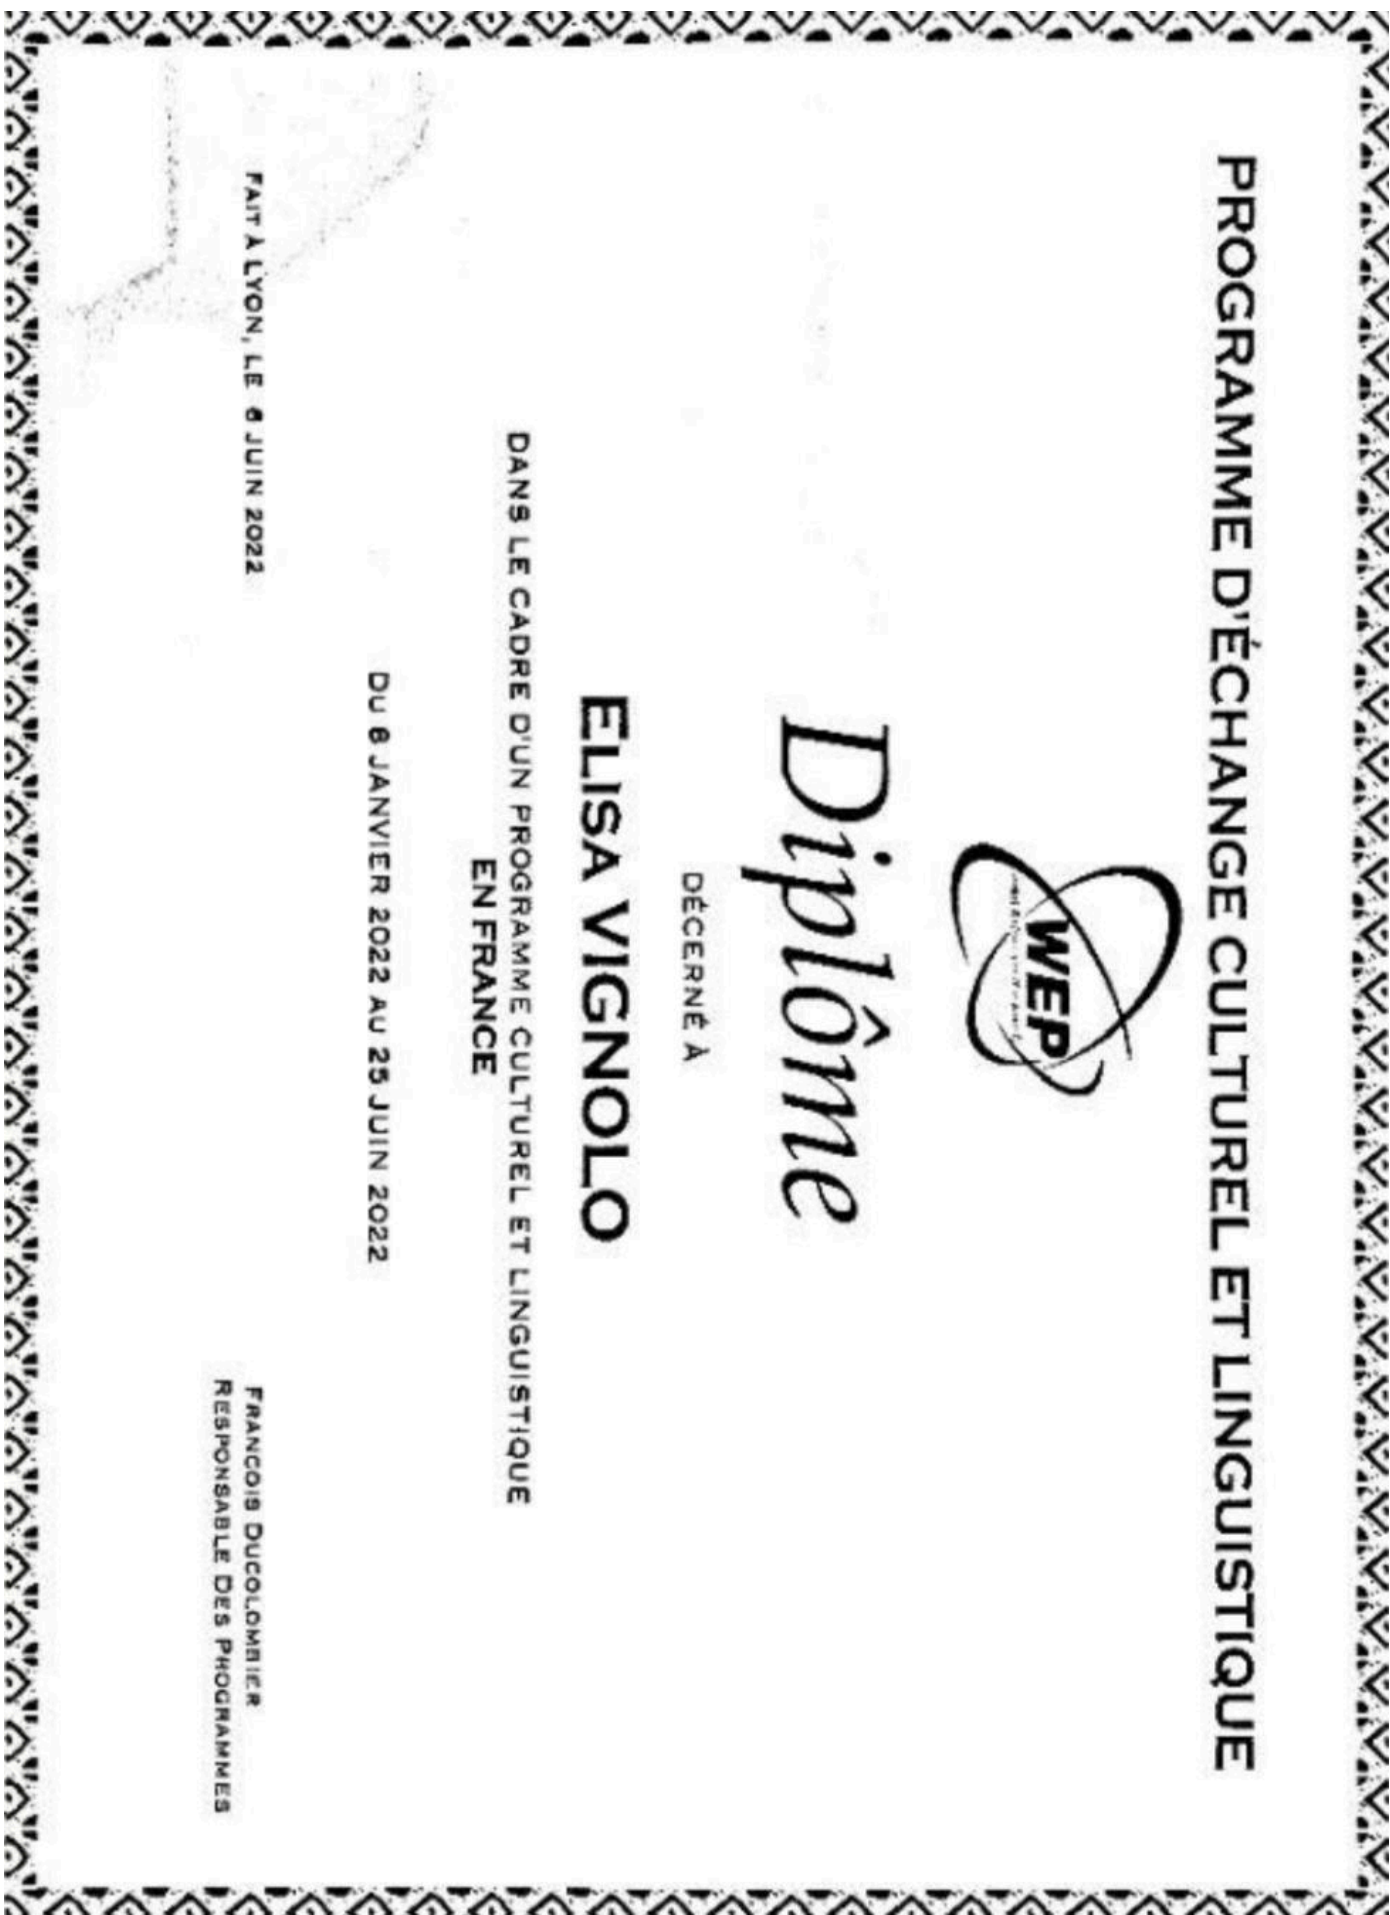 PROGRAMME D'ÉCHANGE CULTUREL ET LINGUISTIQUE
WEP
Diplôme
DÉCERNÉ À
ELISA VIGNOLO
DANS LE CADRE D'UN PROGRAMME CULTUREL ET LINGUISTIQUE
EN FRANCE
DU 6 JANVIER 2022 AU 25 JUIN 2022
FAIT À LYON, LE 6 JUIN 2022
FRANCOIS DUCOLOMBIER
RESPONSABLE DES PROGRAMMES